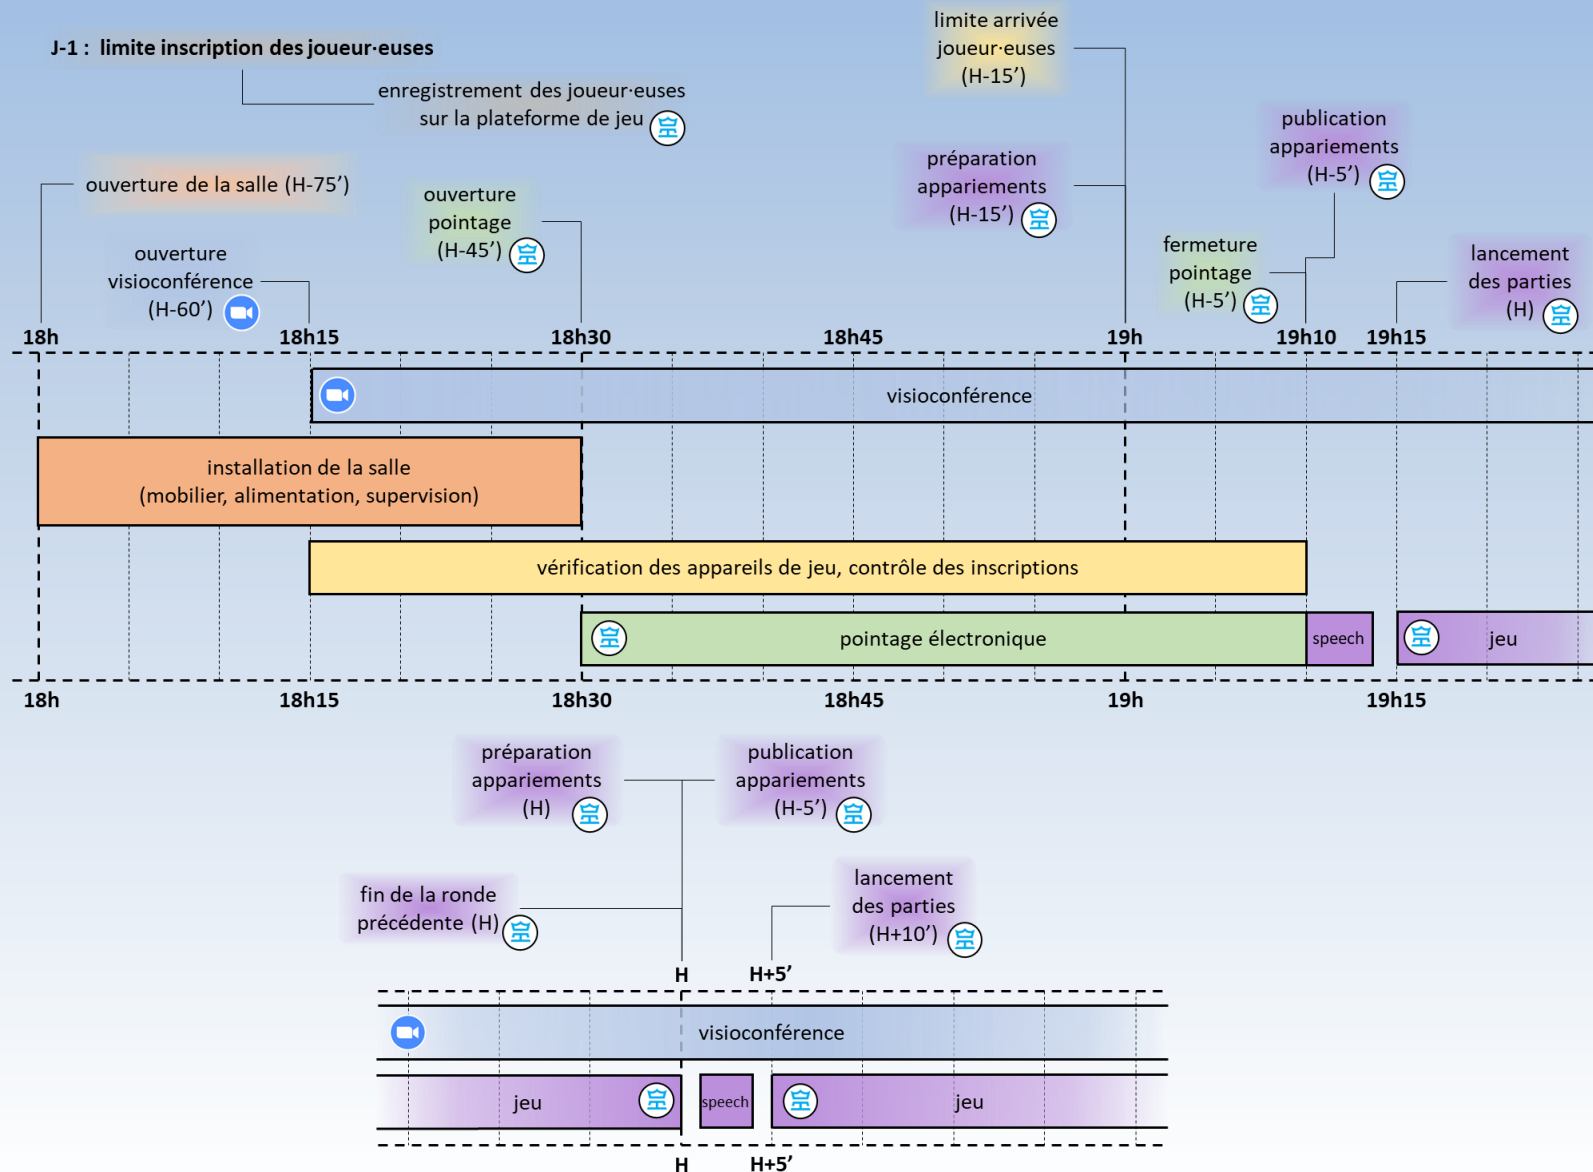 J-1 : limite inscription des joueur·euses
enregistrement des joueur·euses
sur la plateforme de jeu
limite arrivée
joueur·euses
(H-15’)
publication
appariements
(H-5’)
préparation
appariements
(H-15’)
ouverture de la salle (H-75’)
ouverture
pointage
(H-45’)
ouverture
visioconférence
(H-60’)
fermeture
pointage
(H-5’)
lancement
des parties
(H)
18h
18h15
18h30
18h45
19h
19h10
19h15
visioconférence
installation de la salle
(mobilier, alimentation, supervision)
vérification des appareils de jeu, contrôle des inscriptions
pointage électronique
speech
jeu
18h
18h15
18h30
18h45
19h
19h15
préparation
appariements
(H)
publication
appariements
(H-5’)
fin de la ronde
précédente (H)
lancement
des parties
(H+10’)
H
H+5’
visioconférence
jeu
speech
jeu
H
H+5’